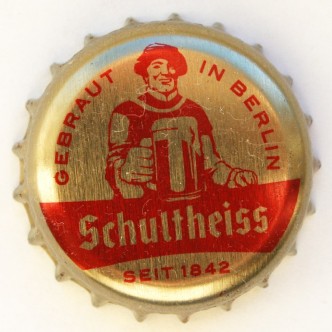 GEBRAUT IN BERLIN
Schultheiss
SEIT 1842